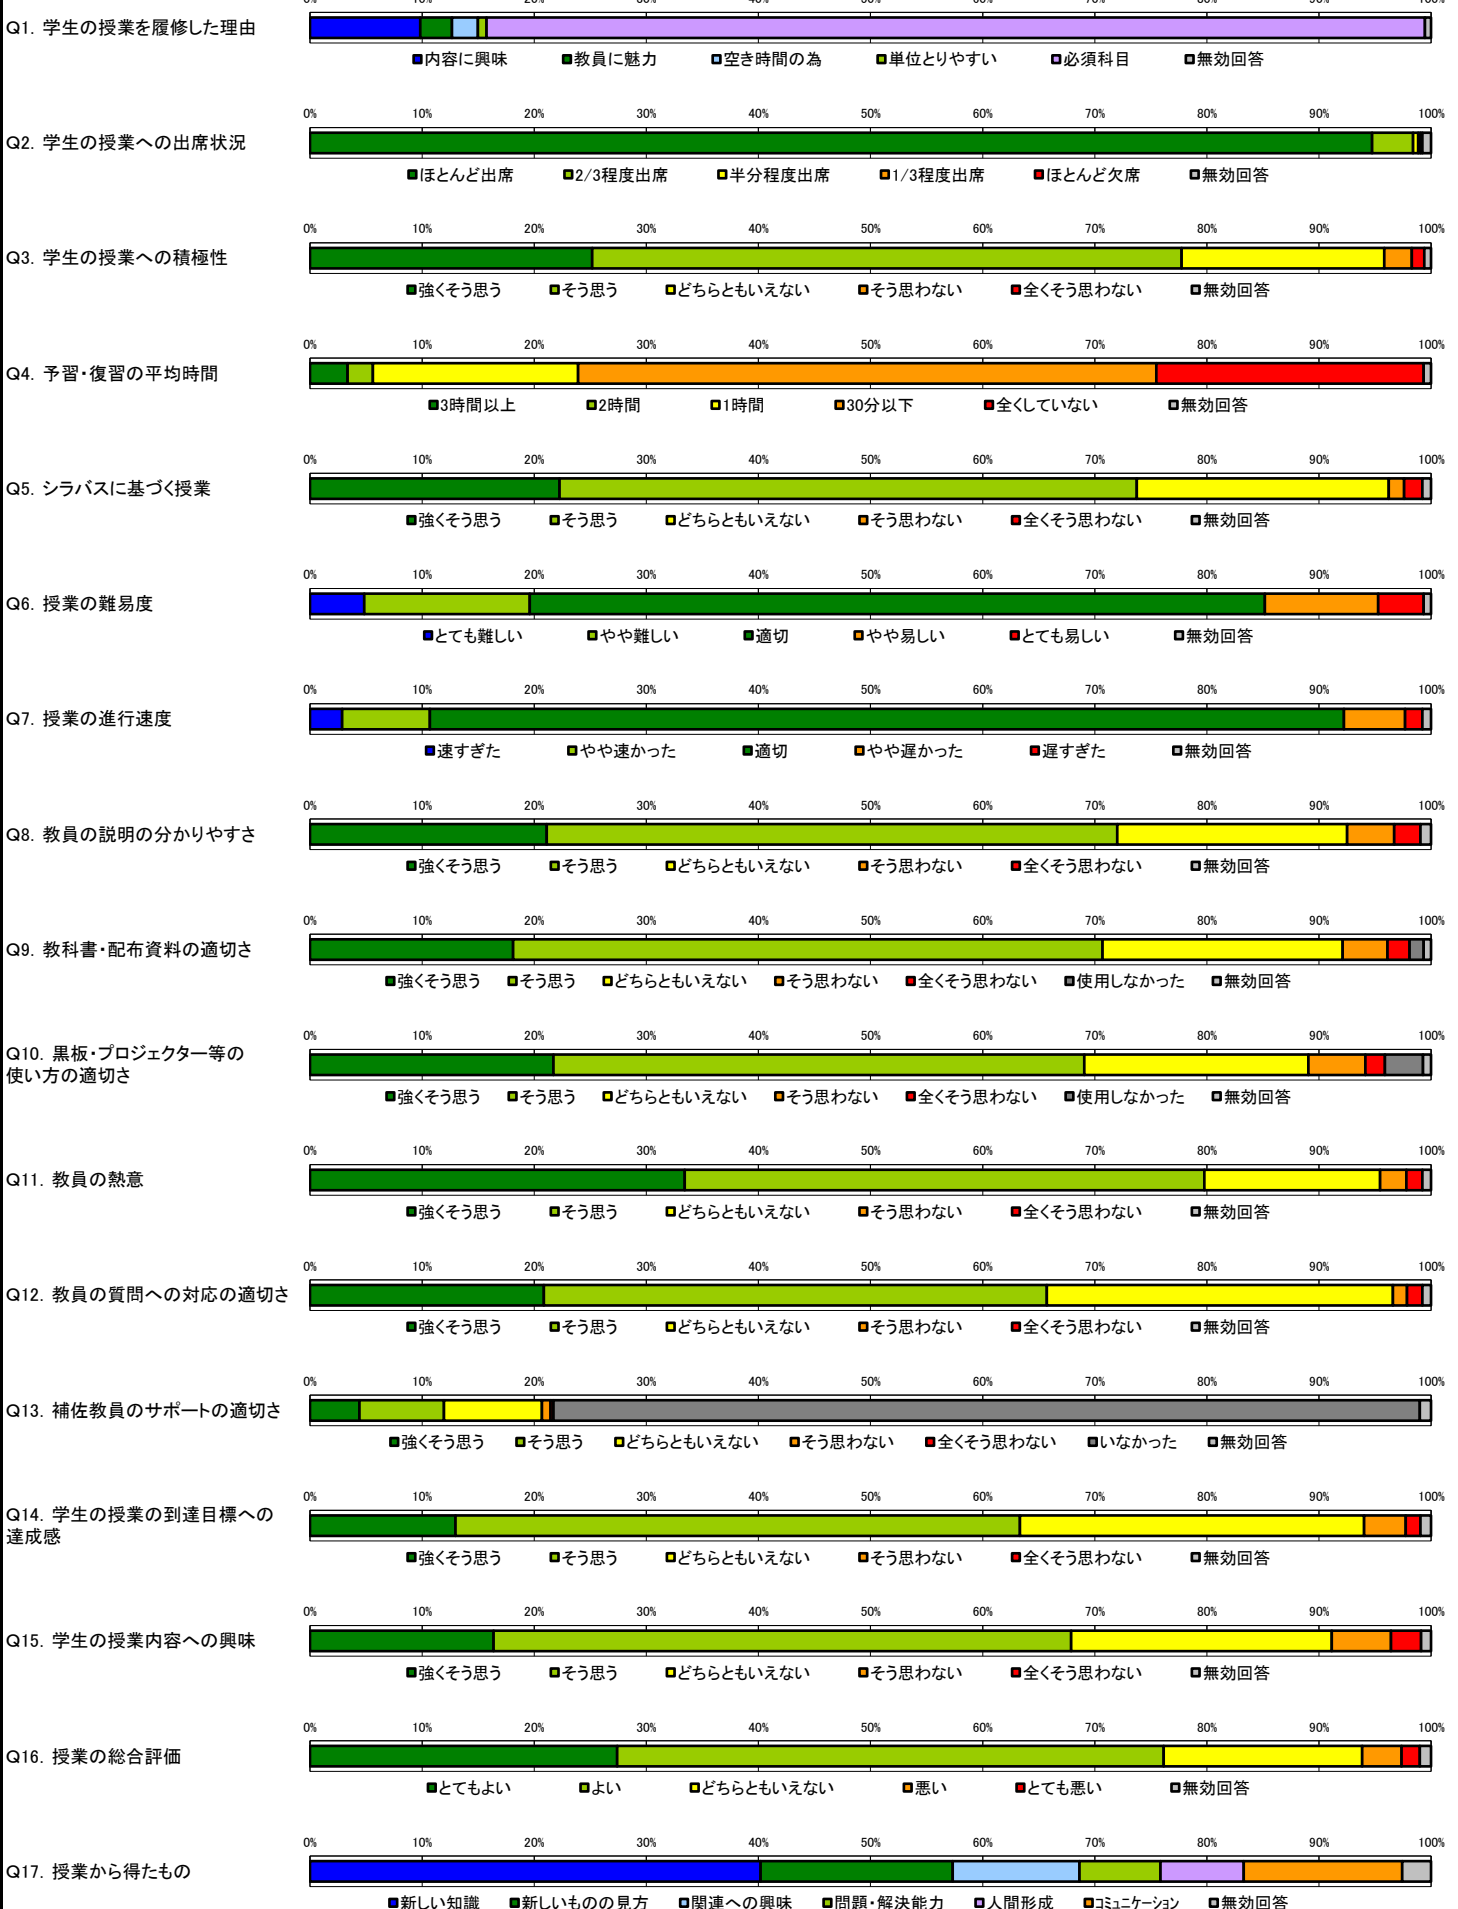 Q1. 学生の授業を履修した理由
内容に興味 教員に魅力 空き時間の為 単位とりやすい 必須科目 無効回答
0% 10% 20% 30% 40% 50% 60% 70% 80% 90% 100%
Q2. 学生の授業への出席状況
ほとんど出席 2/3程度出席 半分程度出席 1/3程度出席 ほとんど欠席 無効回答
0% 10% 20% 30% 40% 50% 60% 70% 80% 90% 100%
Q3. 学生の授業への積極性
強くそう思う そう思う どちらともいえない そう思わない 全くそう思わない 無効回答
0% 10% 20% 30% 40% 50% 60% 70% 80% 90% 100%
Q4. 予習・復習の平均時間
3時間以上 2時間 1時間 30分以下 全くしていない 無効回答
0% 10% 20% 30% 40% 50% 60% 70% 80% 90% 100%
Q5. シラバスに基づく授業
強くそう思う そう思う どちらともいえない そう思わない 全くそう思わない 無効回答
0% 10% 20% 30% 40% 50% 60% 70% 80% 90% 100%
Q6. 授業の難易度
とても難しい やや難しい 適切 やや易しい とても易しい 無効回答
0% 10% 20% 30% 40% 50% 60% 70% 80% 90% 100%
Q7. 授業の進行速度
速すぎた やや速かった 適切 やや遅かった 遅すぎた 無効回答
0% 10% 20% 30% 40% 50% 60% 70% 80% 90% 100%
Q8. 教員の説明の分かりやすさ
強くそう思う そう思う どちらともいえない そう思わない 全くそう思わない 無効回答
0% 10% 20% 30% 40% 50% 60% 70% 80% 90% 100%
Q9. 教科書・配布資料の適切さ
強くそう思う そう思う どちらともいえない そう思わない 全くそう思わない 使用しなかった 無効回答
0% 10% 20% 30% 40% 50% 60% 70% 80% 90% 100%
Q10. 黒板・プロジェクター等の
使い方の適切さ
強くそう思う そう思う どちらともいえない そう思わない 全くそう思わない 使用しなかった 無効回答
0% 10% 20% 30% 40% 50% 60% 70% 80% 90% 100%
Q11. 教員の熱意
強くそう思う そう思う どちらともいえない そう思わない 全くそう思わない 無効回答
0% 10% 20% 30% 40% 50% 60% 70% 80% 90% 100%
Q12. 教員の質問への対応の適切さ
強くそう思う そう思う どちらともいえない そう思わない 全くそう思わない 無効回答
0% 10% 20% 30% 40% 50% 60% 70% 80% 90% 100%
Q13. 補佐教員のサポートの適切さ
強くそう思う そう思う どちらともいえない そう思わない 全くそう思わない いなかった 無効回答
0% 10% 20% 30% 40% 50% 60% 70% 80% 90% 100%
Q14. 学生の授業の到達目標への
達成感
強くそう思う そう思う どちらともいえない そう思わない 全くそう思わない 無効回答
0% 10% 20% 30% 40% 50% 60% 70% 80% 90% 100%
Q15. 学生の授業内容への興味
強くそう思う そう思う どちらともいえない そう思わない 全くそう思わない 無効回答
0% 10% 20% 30% 40% 50% 60% 70% 80% 90% 100%
Q16. 授業の総合評価
とてもよい よい どちらともいえない 悪い とても悪い 無効回答
0% 10% 20% 30% 40% 50% 60% 70% 80% 90% 100%
Q17. 授業から得たもの
新しい知識 新しいものの見方 関連への興味 問題・解決能力 人間形成 コミュニケーション 無効回答